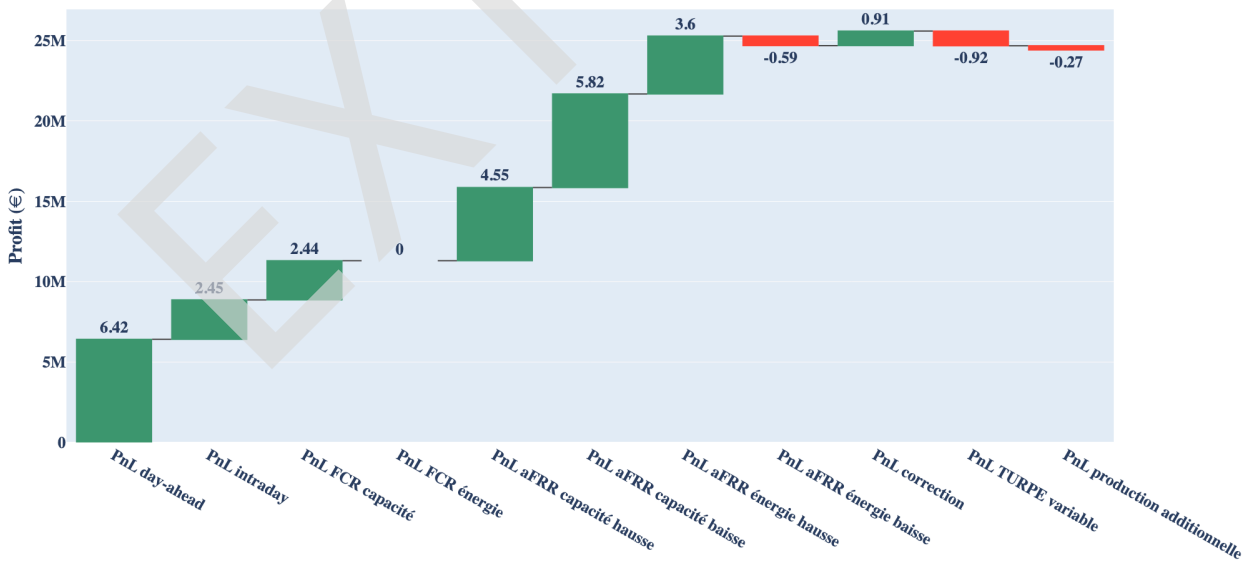 3.6
0.91
25M
-0.59
-0.92
-0.27
5.82
20M
4.55
15M
2.44
0
10M
2.45
6.42
5M
0
Profit (€)
PnL day-ahead
PnL intraday
PnL FCR capacité
PnL FCR énergie
PnL aFRR capacité hausse
PnL aFRR capacité baisse
PnL aFRR énergie hausse
PnL aFRR énergie baisse
PnL correction
PnL TURPE variable
PnL production additionnelle